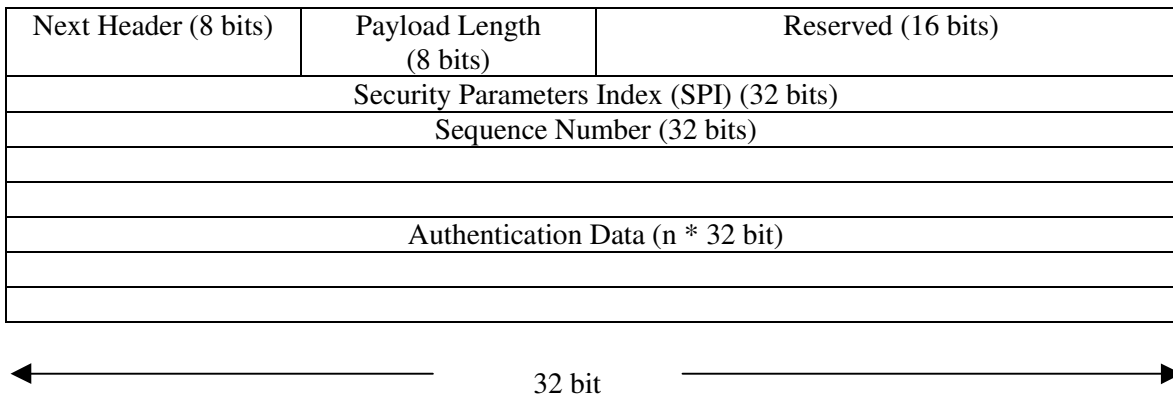 Next Header (8 bits)
Payload Length
(8 bits)
Reserved (16 bits)
Security Parameters Index (SPI) (32 bits)
Sequence Number (32 bits)
Authentication Data (n * 32 bit)
32 bit